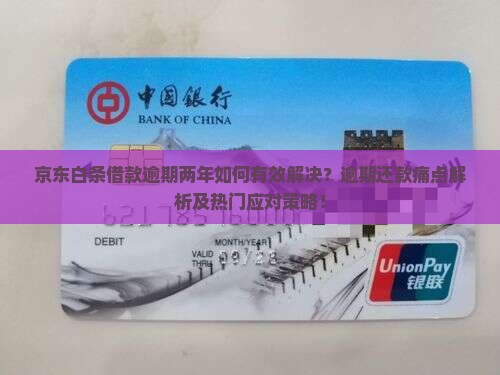 中国银行
BANK OF CHINA
京东白条借款逾期两年如何有效解决？逾期还款痛点解
析及热门应对策略！
DEBIT
MONTH/YEAR
VALID
THRU
UnionPay
银联